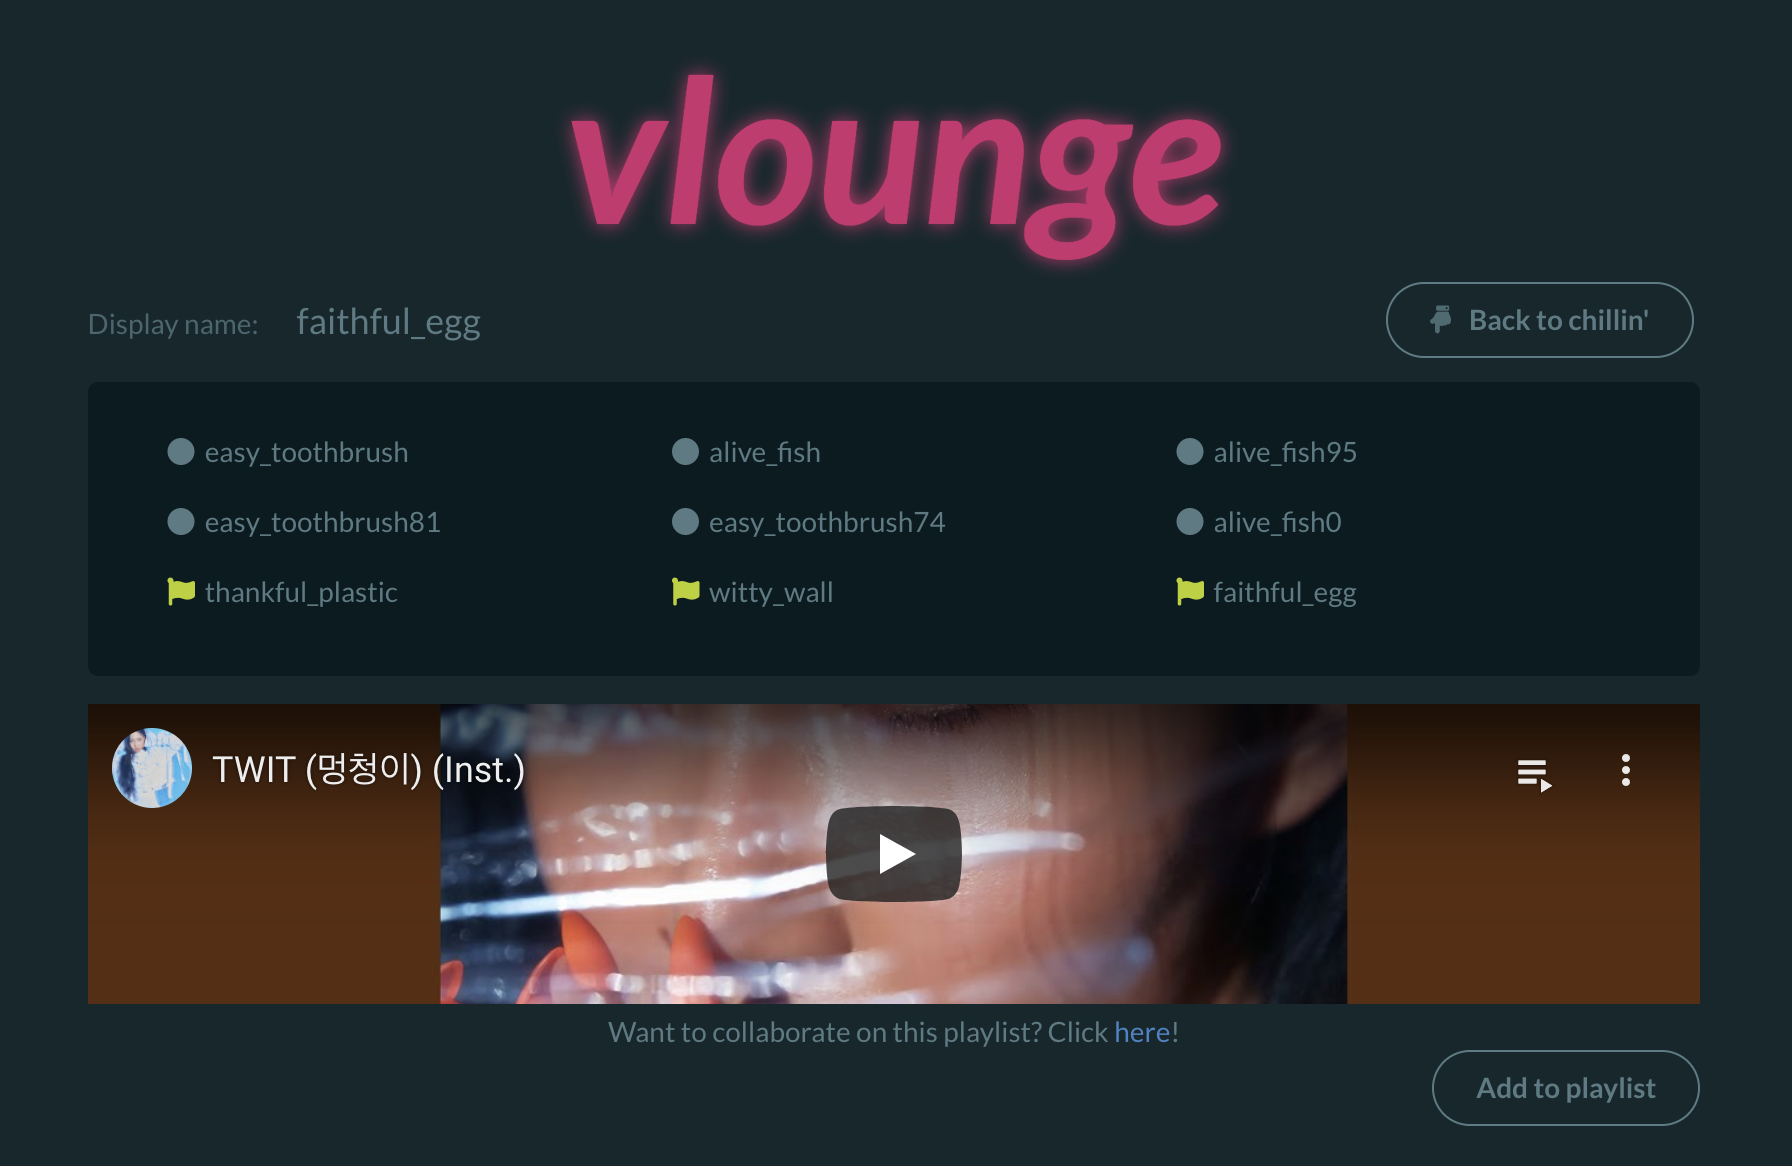 vlounge
Display name: faithful_egg
Back to chillin'
easy_toothbrush alive_fish alive_fish95
easy_toothbrush81 easy_toothbrush74 alive_fish0
thankful_plastic witty_wall faithful_egg
TWIT (멍청이) (Inst.)
Want to collaborate on this playlist? Click here!
Add to playlist